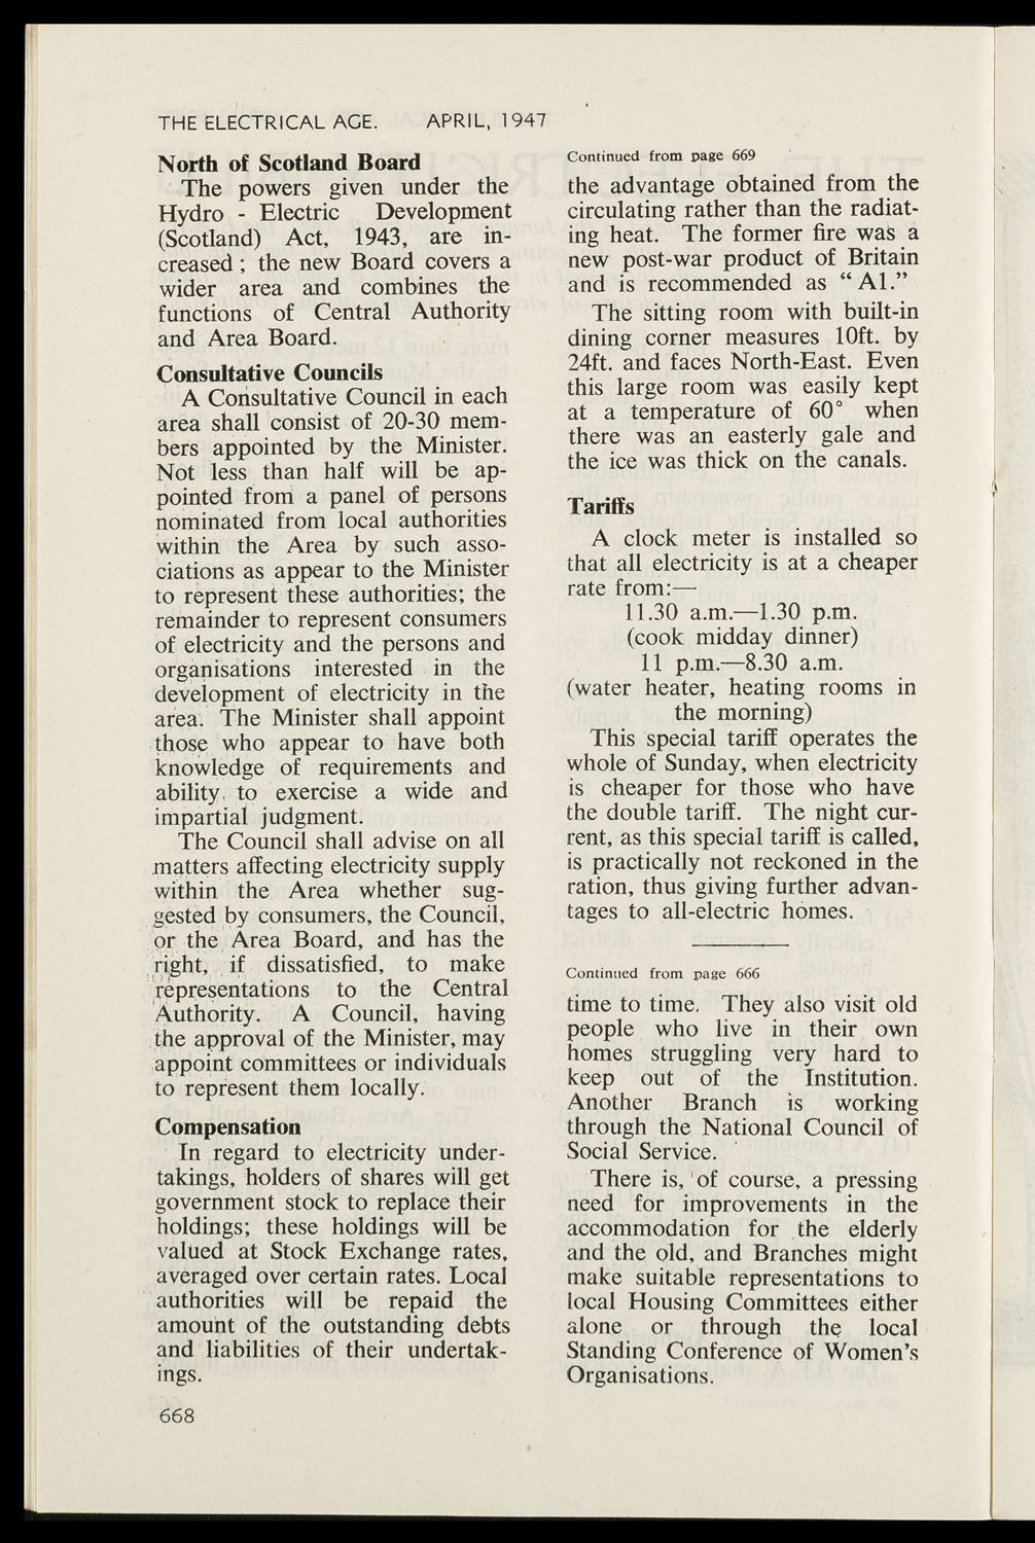 THE ELECTRICAL AGE. APRIL, 1947
North of Scotland Board
The powers given under the
Hydro - Electric Development
(Scotland) Act, 1943, are in-
creased ; the new Board covers a
wider area and combines the
functions of Central Authority
and Area Board.
Consultative Councils
A Consultative Council in each
area shall consist of 20-30 mem-
bers appointed by the Minister.
Not less than half will be ap-
pointed from a panel of persons
nominated from local authorities
within the Area by such asso-
ciations as appear to the Minister
to represent these authorities; the
remainder to represent consumers
of electricity and the persons and
organisations interested in the
development of electricity in the
area. The Minister shall appoint
those who appear to have both
knowledge of requirements and
ability to exercise a wide and
impartial judgment.
The Council shall advise on all
matters affecting electricity supply
within the Area whether sug-
gested by consumers, the Council,
or the Area Board, and has the
right, if dissatisfied, to make
representations to the Central
Authority. A Council, having
the approval of the Minister, may
appoint committees or individuals
to represent them locally.
Compensation
In regard to electricity under-
takings, holders of shares will get
government stock to replace their
holdings; these holdings will be
valued at Stock Exchange rates,
averaged over certain rates. Local
authorities will be repaid the
amount of the outstanding debts
and liabilities of their undertak-
ings.
668
Continued from page 669
the advantage obtained from the
circulating rather than the radiat-
ing heat. The former fire was a
new post-war product of Britain
and is recommended as “ A1.”
The sitting room with built-in
dining corner measures 10ft. by
24ft. and faces North-East. Even
this large room was easily kept
at a temperature of 60° when
there was an easterly gale and
the ice was thick on the canals.
Tariffs
A clock meter is installed so
that all electricity is at a cheaper
rate from:—
11.30 a.m.—1.30 p.m.
(cook midday dinner)
11 p.m.—8.30 a.m.
(water heater, heating rooms in
the morning)
This special tariff operates the
whole of Sunday, when electricity
is cheaper for those who have
the double tariff. The night cur-
rent, as this special tariff is called,
is practically not reckoned in the
ration, thus giving further advan-
tages to all-electric homes.
Continued from page 666
time to time. They also visit old
people who live in their own
homes struggling very hard to
keep out of the Institution.
Another Branch is working
through the National Council of
Social Service.
There is, of course, a pressing
need for improvements in the
accommodation for the elderly
and the old, and Branches might
make suitable representations to
local Housing Committees either
alone or through the local
Standing Conference of Women’s
Organisations.